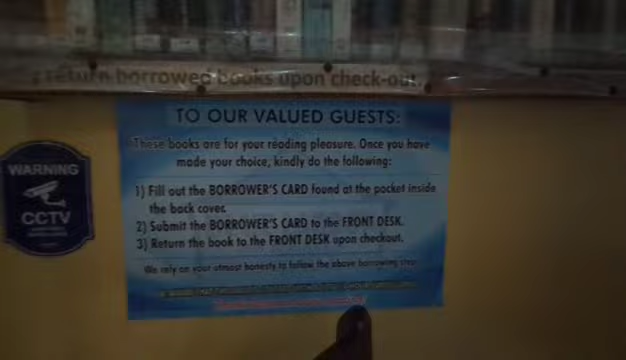 return borrowed books upon check-out.
TO OUR VALUED GUESTS:
These books are for your reading pleasure. Once you have
made your choice, kindly do the following:
1) Fill out the BORROWER'S CARD found at the pocket inside
the back cover.
2) Submit the BORROWER'S CARD to the FRONT DESK.
3) Return the book to the FRONT DESK upon checkout.
We rely on your utmost honesty to follow the above borrowing step
WARNING
CCTV